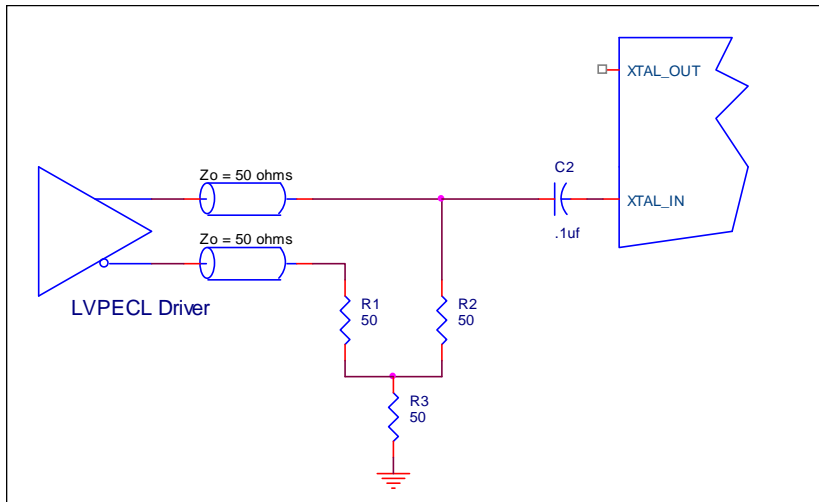 XTAL_OUT
C2
Zo = 50 ohms
XTAL_IN
.1uf
Zo = 50 ohms
LVPECL Driver
R1
50
R2
50
R3
50